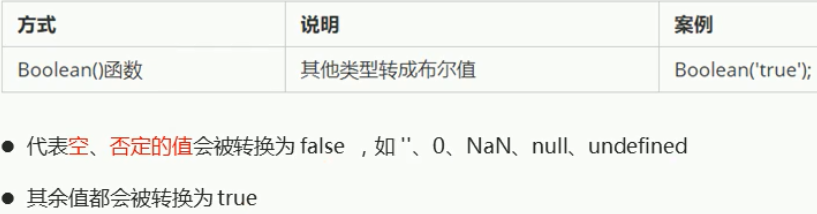 方式 说明 案例
Boolean()函数 其他类型转成布尔值 Boolean('true');
● 代表空、否定的值会被转换为 false ，如 ''、0、NaN、null、undefined
● 其余值都会被转换为 true